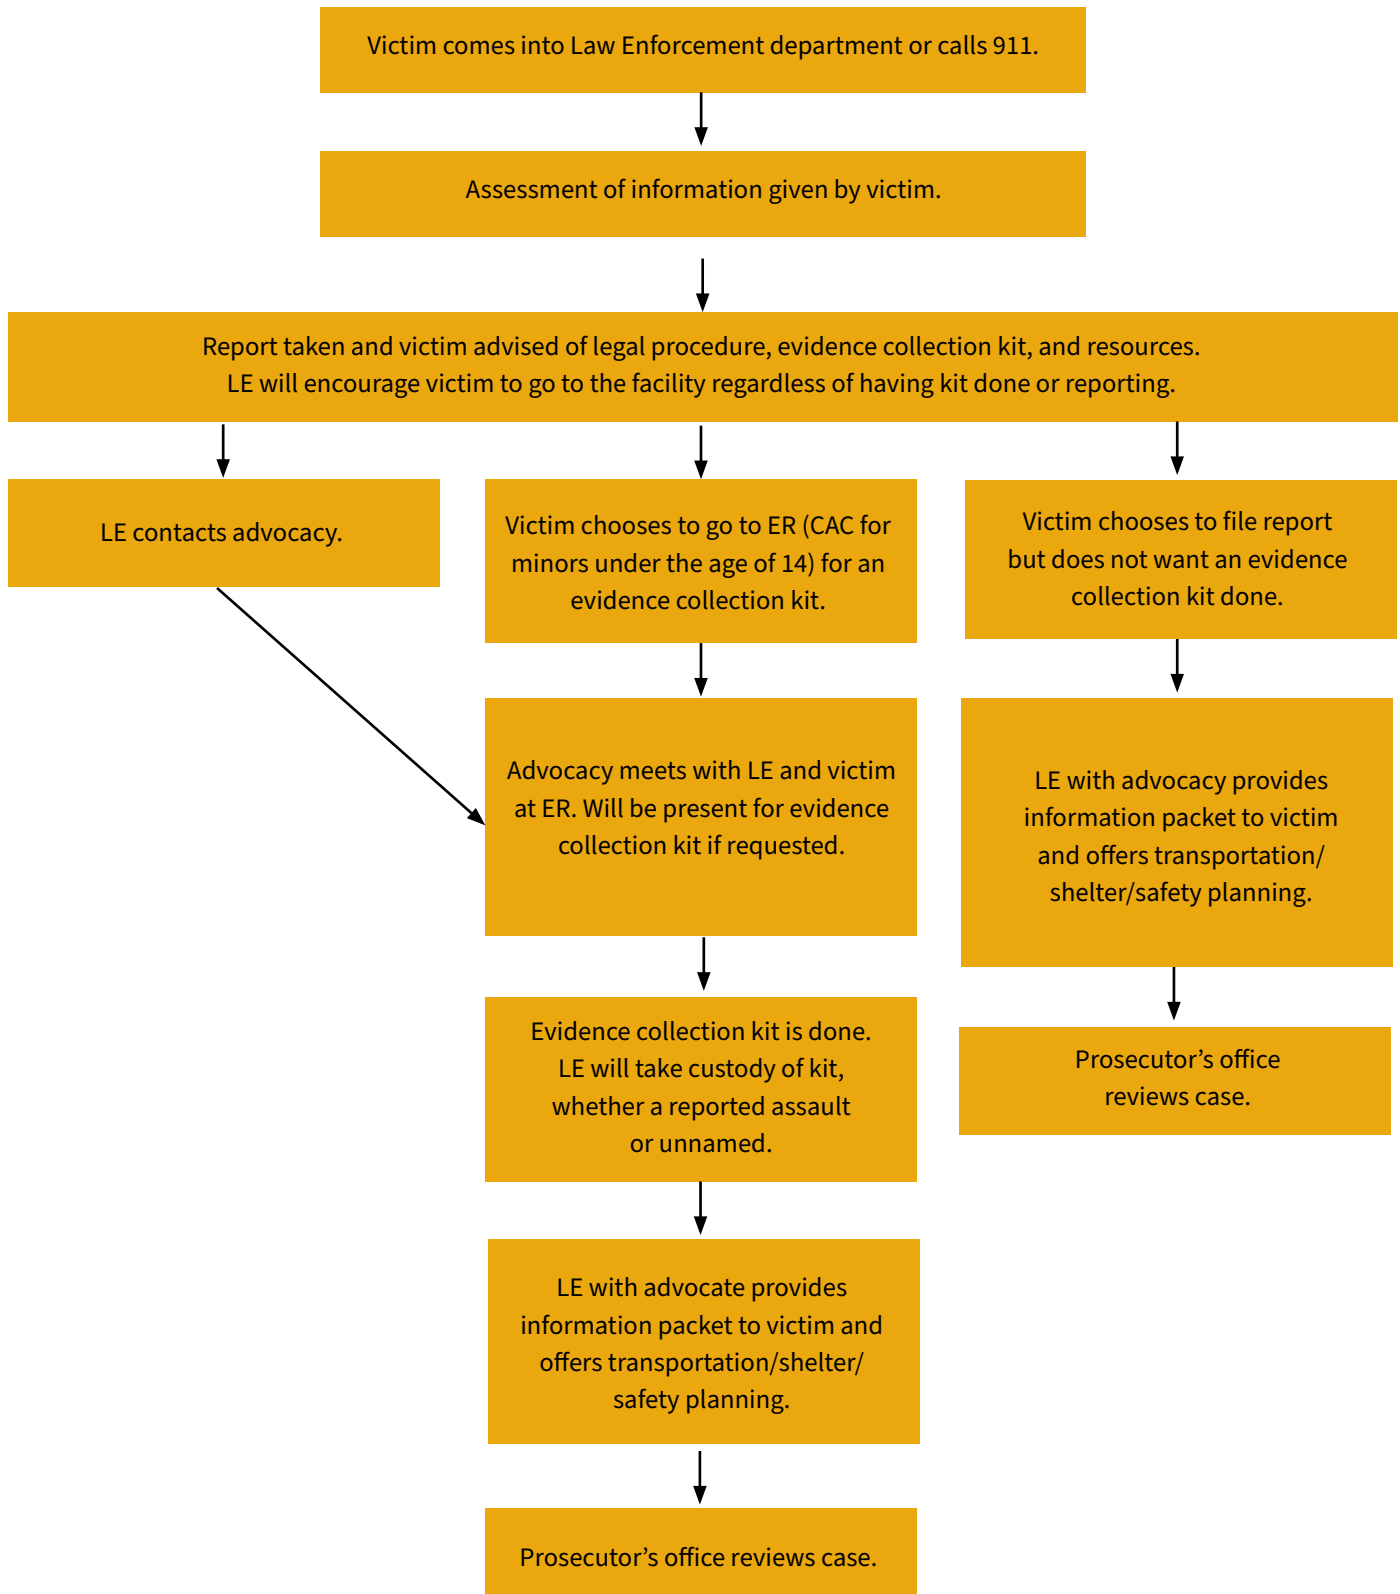 Victim comes into Law Enforcement department or calls 911.
Assessment of information given by victim.
Report taken and victim advised of legal procedure, evidence collection kit, and resources.
LE will encourage victim to go to the facility regardless of having kit done or reporting.
LE contacts advocacy.
Victim chooses to go to ER (CAC for
minors under the age of 14) for an
evidence collection kit.
Victim chooses to file report
but does not want an evidence
collection kit done.
Advocacy meets with LE and victim
at ER. Will be present for evidence
collection kit if requested.
LE with advocacy provides
information packet to victim
and offers transportation/
shelter/safety planning.
Evidence collection kit is done.
LE will take custody of kit,
whether a reported assault
or unnamed.
Prosecutor’s office
reviews case.
LE with advocate provides
information packet to victim and
offers transportation/shelter/
safety planning.
Prosecutor’s office reviews case.